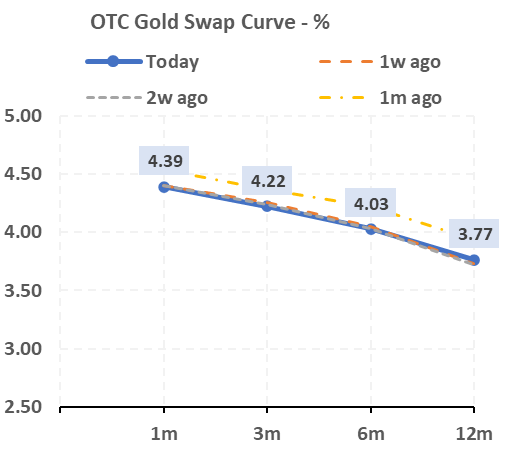 OTC Gold Swap Curve - %
Today
1w ago
2w ago
1m ago
5.00
4.50
4.00
3.50
3.00
2.50
4.39
4.22
4.03
3.77
1m
3m
6m
12m